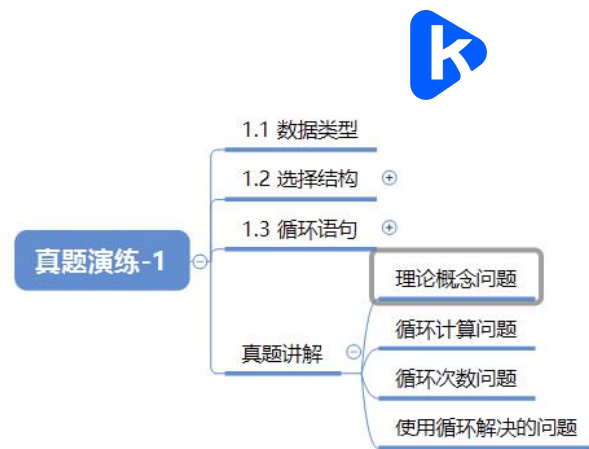 k
1.1 数据类型
1.2 选择结构
1.3 循环语句
真题演练-1
理论概念问题
循环计算问题
真题讲解
循环次数问题
使用循环解决的问题